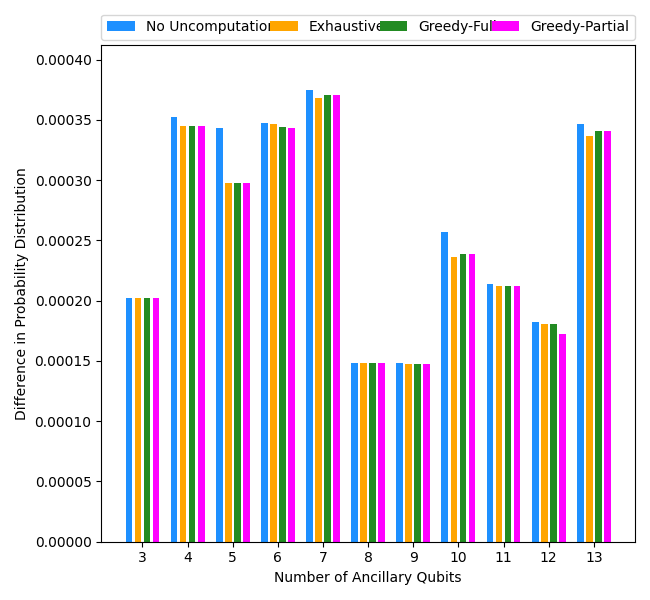 No Uncomputation Exhaustive Greedy-Full Greedy-Partial
0.00040
0.00035
0.00030
0.00025
0.00020
0.00015
0.00010
0.00005
0.00000
Difference in Probability Distribution
3 4 5 6 7 8 9 10 11 12 13
Number of Ancillary Qubits